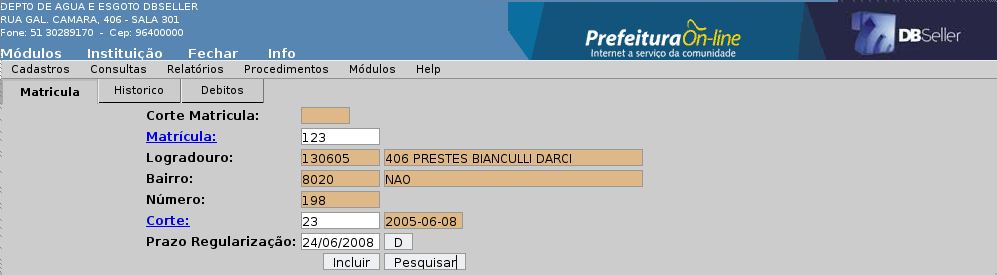 DEPTO DE AGUA E ESGOTO DBSELLER
RUA GAL. CAMARA, 406 - SALA 301
Fone: 51 30289170 - Cep: 96400000
Módulos Instituição Fechar Info
Prefeitura On-line
Internet a serviço da comunidade
DBSeller
Cadastros Consultas Relatórios Procedimentos Módulos Help
Matricula Historico Debitos
Corte Matricula:
Matrícula: 123
Logradouro: 130605 406 PRESTES BIANCULLI DARCI
Bairro: 8020 NAO
Número: 198
Corte: 23 2005-06-08
Prazo Regularização: 24/06/2008 D
Incluir Pesquisar